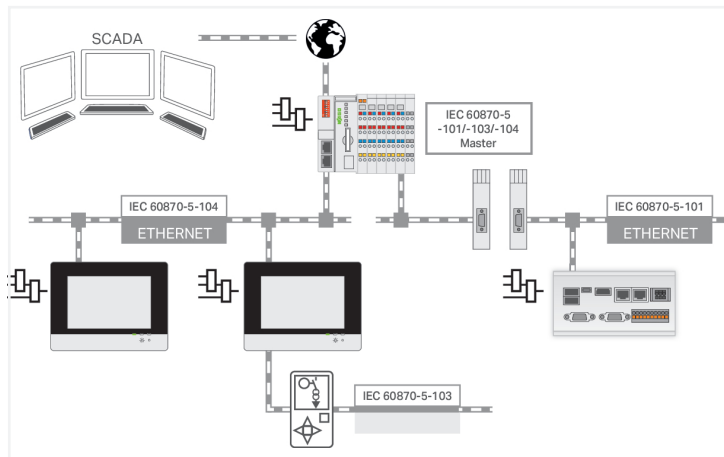 SCADA
IEC 60870-5
-101/-103/-104
Master
IEC 60870-5-104
ETHERNET
IEC 60870-5-101
ETHERNET
IEC 60870-5-103